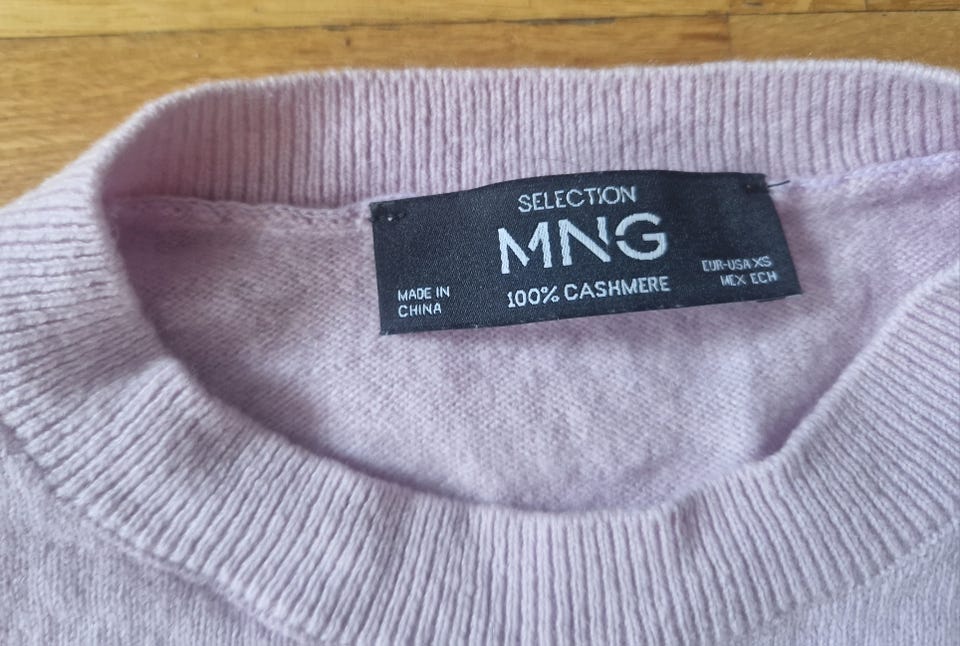 SELECTION
MNG
100% CASHMERE
MADE IN
CHINA
EUR-USA XS
MEX ECH